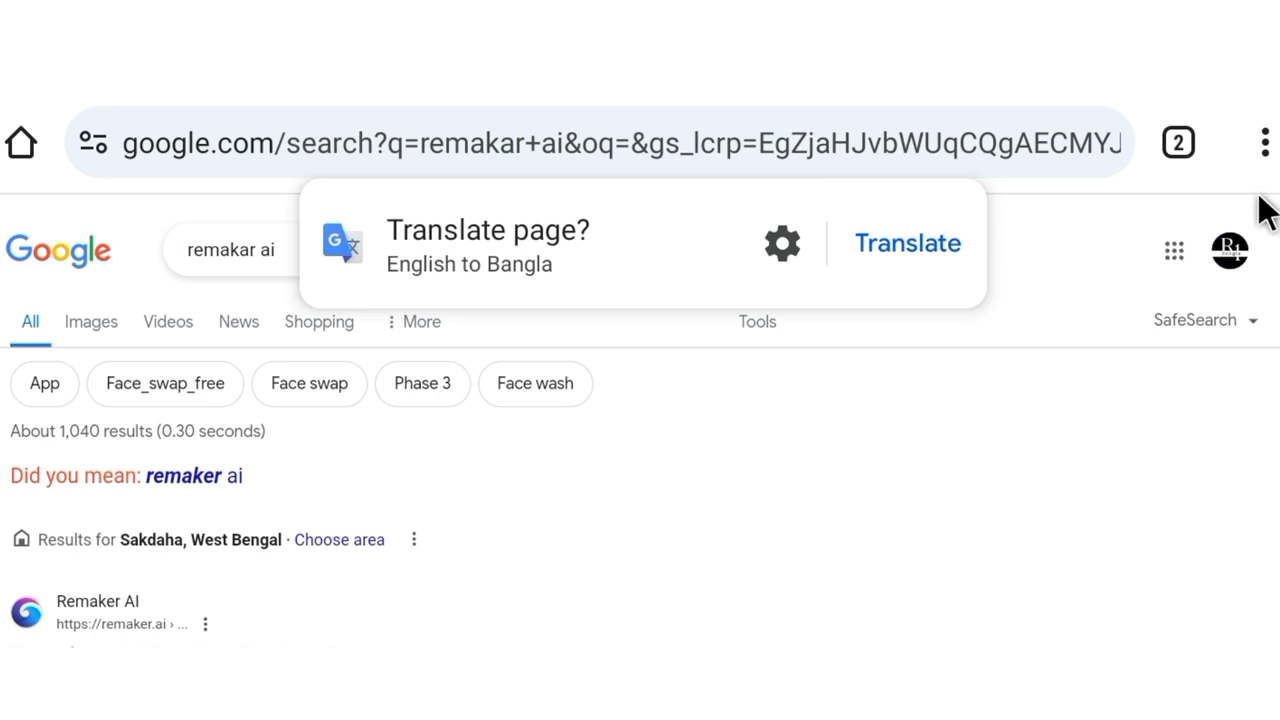 google.com/search?q=remakar+ai&oq=&gs_lcrp=EgZjaHJvbWUqCQgAECMYJ
2
Translate page?
English to Bangla
Translate
Google
remakar ai
R1
All Images Videos News Shopping More Tools SafeSearch
App Face_swap_free Face swap Phase 3 Face wash
About 1,040 results (0.30 seconds)
Did you mean: remaker ai
Results for Sakdaha, West Bengal · Choose area
Remaker AI
https://remaker.ai › ...